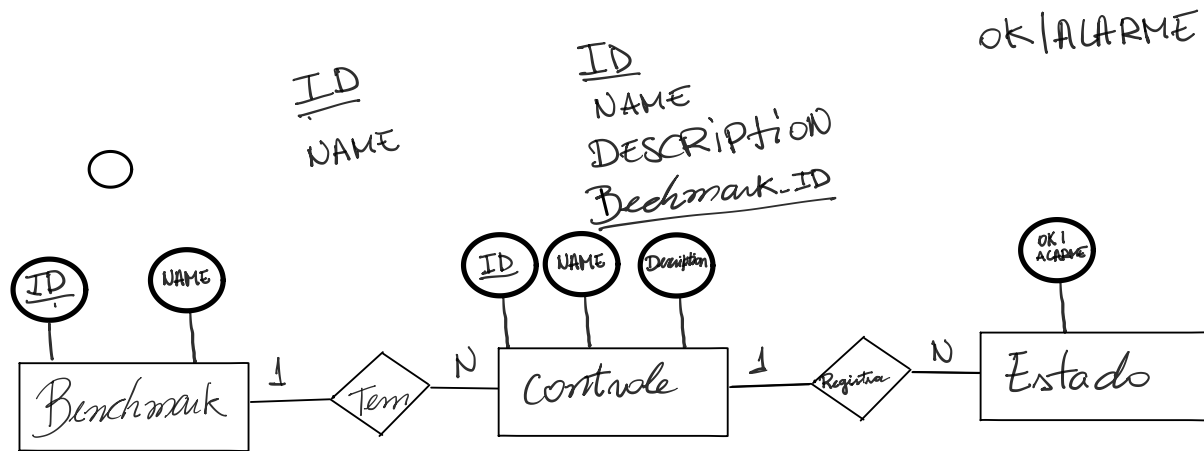 OK/ALARME
ID
NAME
ID
NAME
DESCRIPTION
Bechmark_ID
ID
NAME
ID
NAME
Description
OK/
ALARME
Benchmark
1
Tem
N
Controle
1
Registra
N
Estado